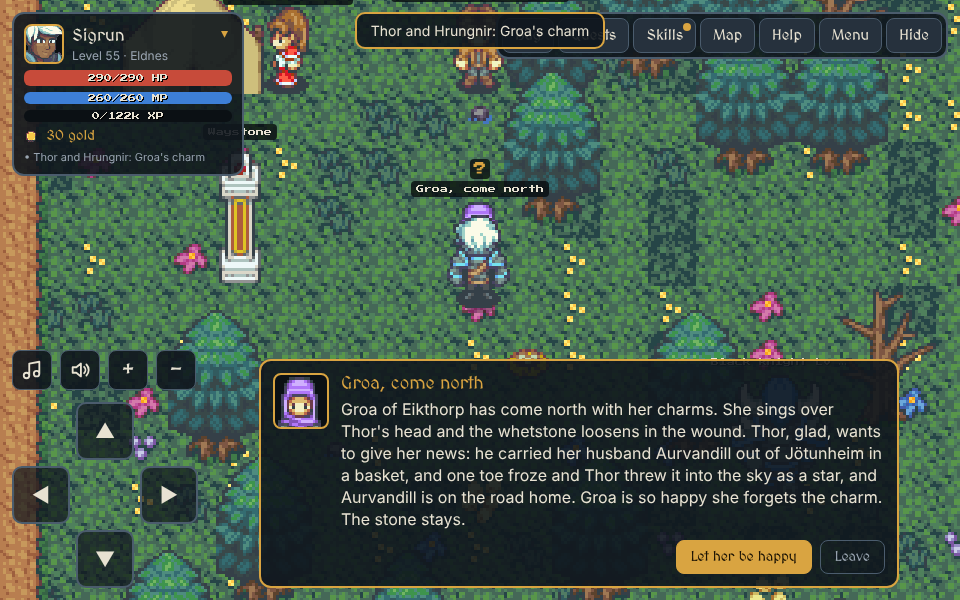 Sigrun
Level 55 · Eldnes
290/290 HP
260/260 MP
0/122k XP
30 gold
• Thor and Hrungnir: Groa's charm
Thor and Hrungnir: Groa's charm
Skills
Map
Help
Menu
Hide
Waystone
?
Groa, come north
+
−
Groa, come north
Groa of Eikthorp has come north with her charms. She sings over
Thor's head and the whetstone loosens in the wound. Thor, glad, wants
to give her news: he carried her husband Aurvandill out of Jötunheim in
a basket, and one toe froze and Thor threw it into the sky as a star, and
Aurvandill is on the road home. Groa is so happy she forgets the charm.
The stone stays.
Let her be happy
Leave